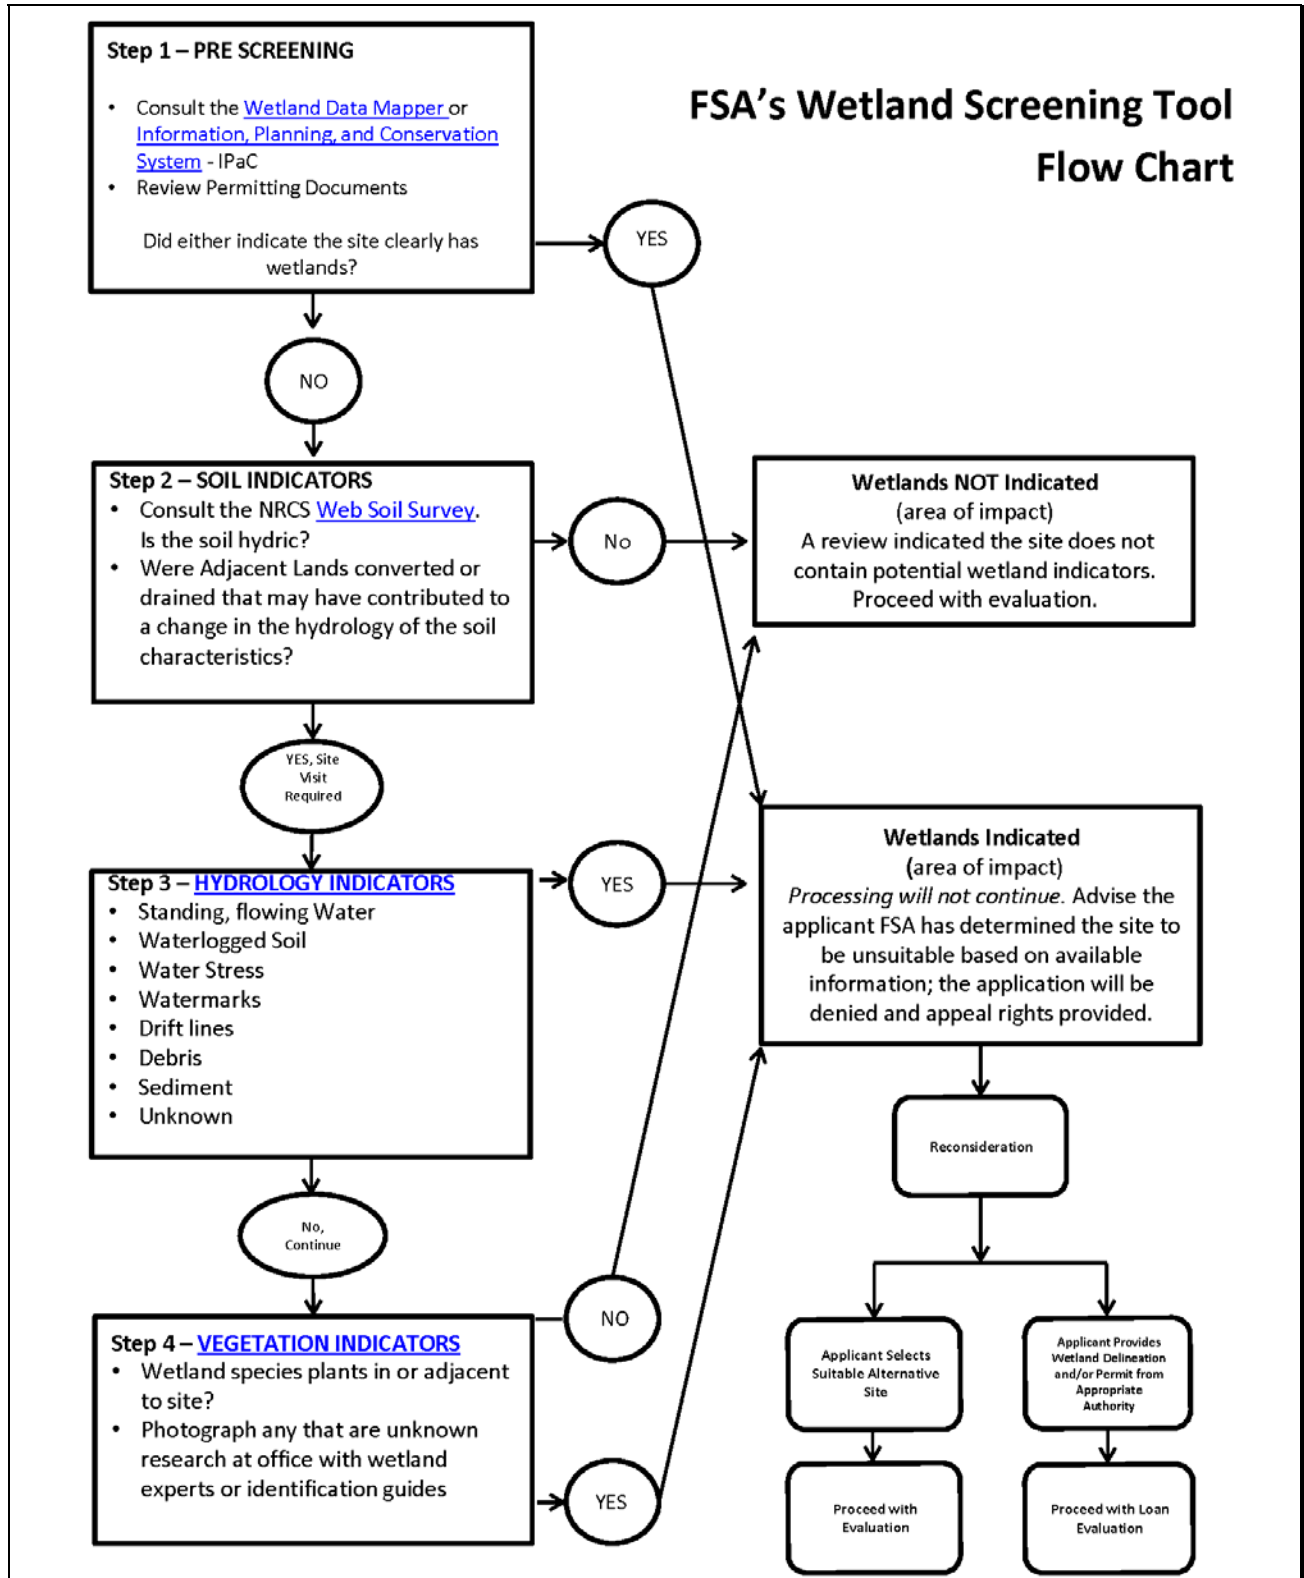 FSA's Wetland Screening Tool
Flow Chart
Step 1 – PRE SCREENING
• Consult the Wetland Data Mapper or
Information, Planning, and Conservation
System - IPaC
• Review Permitting Documents
Did either indicate the site clearly has
wetlands?
YES
NO
Step 2 – SOIL INDICATORS
• Consult the NRCS Web Soil Survey.
Is the soil hydric?
• Were Adjacent Lands converted or
drained that may have contributed to
a change in the hydrology of the soil
characteristics?
No
Wetlands NOT Indicated
(area of impact)
A review indicated the site does not
contain potential wetland indicators.
Proceed with evaluation.
YES, Site
Visit
Required
Step 3 – HYDROLOGY INDICATORS
• Standing, flowing Water
• Waterlogged Soil
• Water Stress
• Watermarks
• Drift lines
• Debris
• Sediment
• Unknown
YES
Wetlands Indicated
(area of impact)
Processing will not continue. Advise the
applicant FSA has determined the site to
be unsuitable based on available
information; the application will be
denied and appeal rights provided.
No,
Continue
Reconsideration
Step 4 – VEGETATION INDICATORS
• Wetland species plants in or adjacent
to site?
• Photograph any that are unknown
research at office with wetland
experts or identification guides
NO
YES
Applicant Selects
Suitable Alternative
Site
Applicant Provides
Wetland Delineation
and/or Permit from
Appropriate
Authority
Proceed with
Evaluation
Proceed with Loan
Evaluation